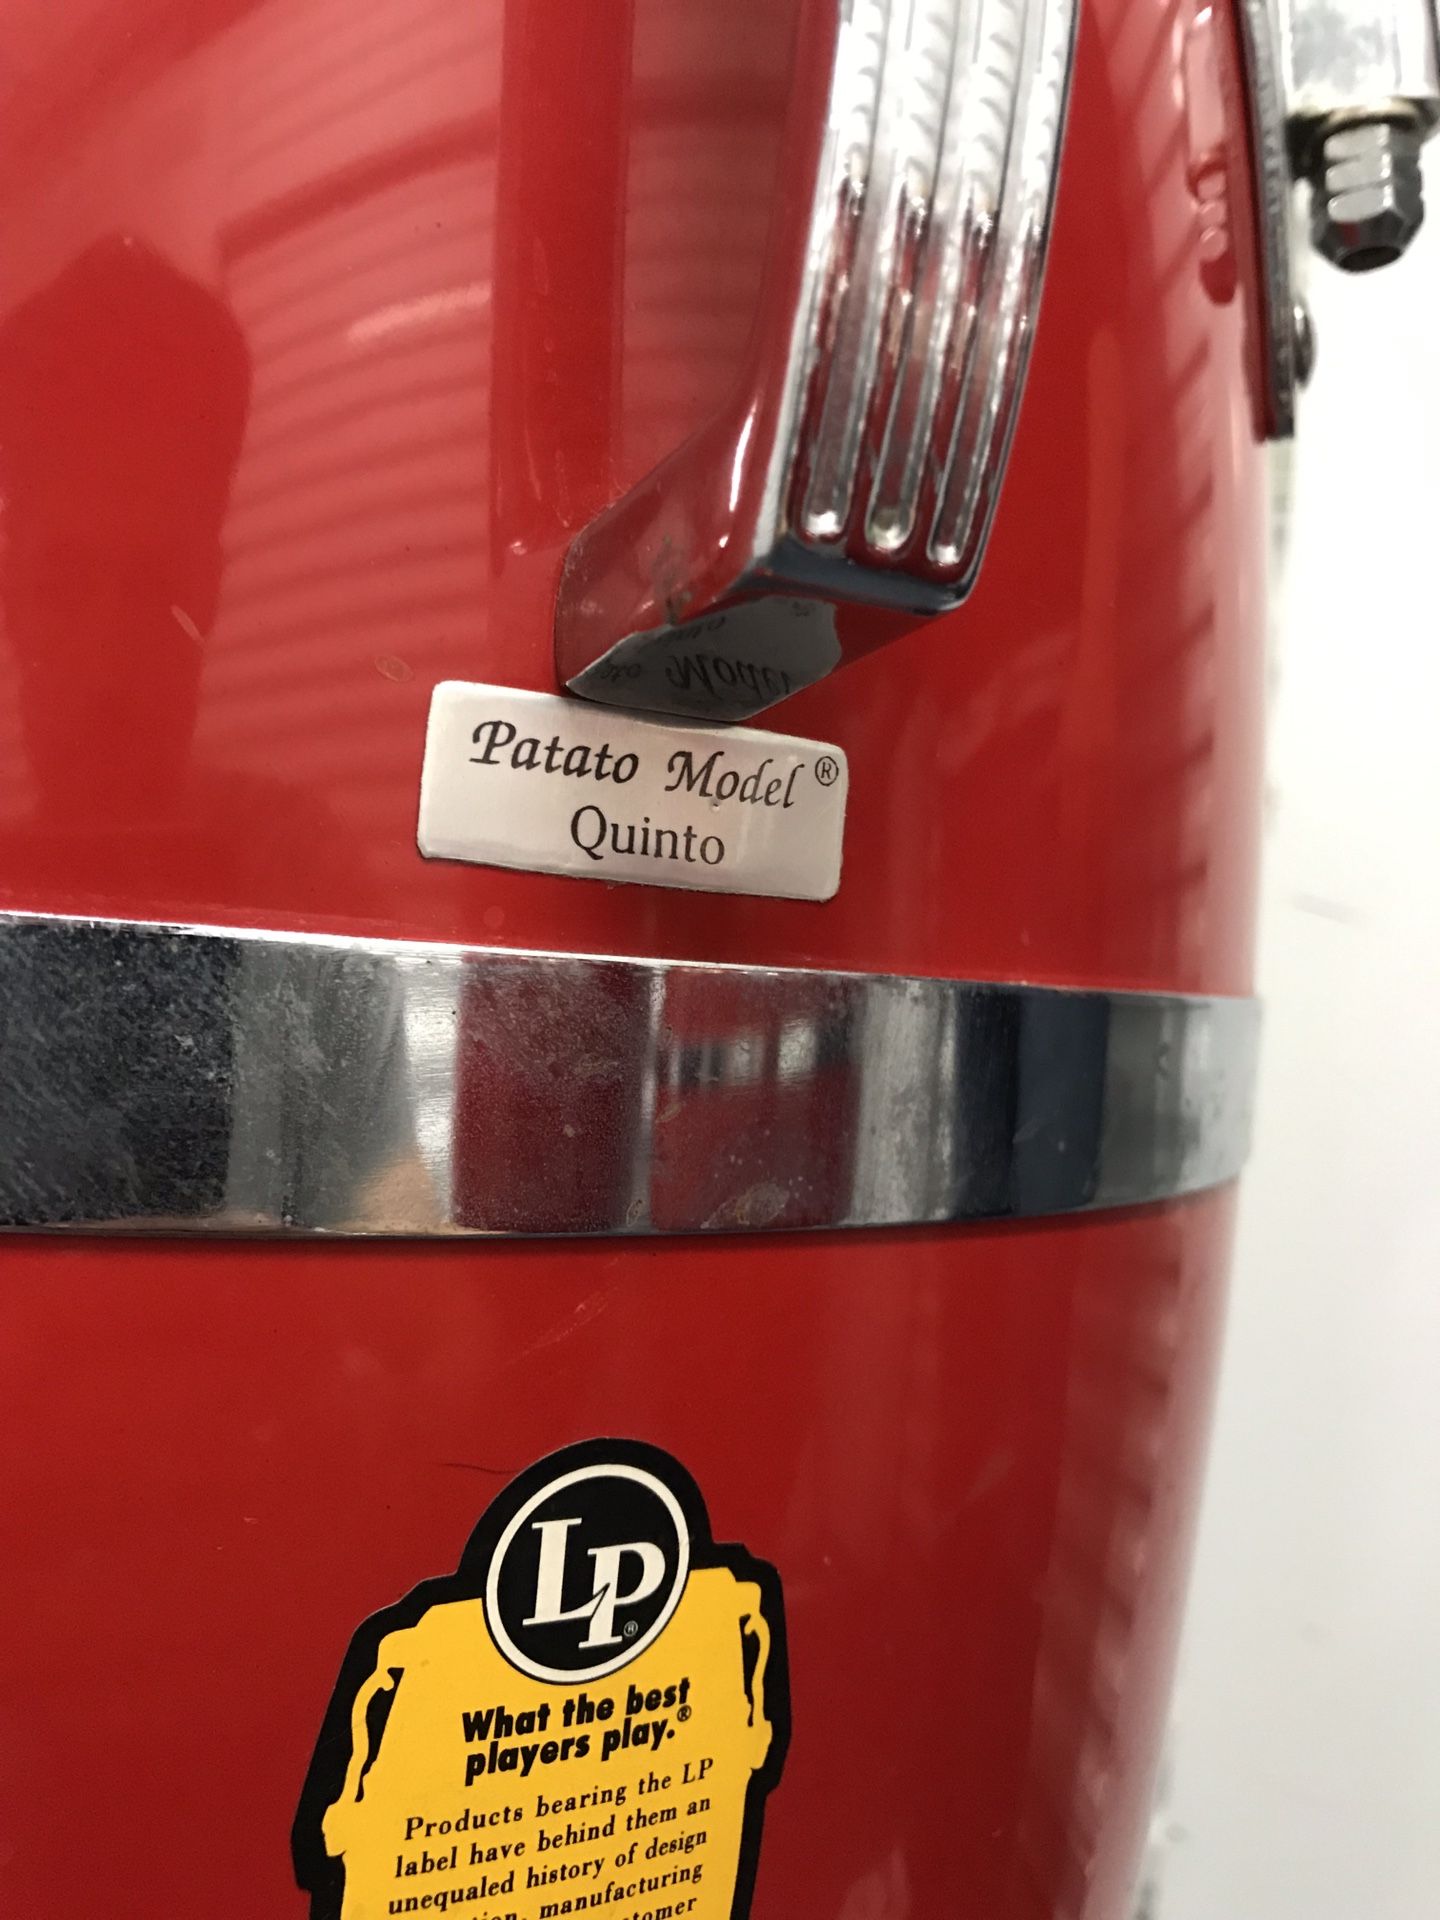 Patato Model ®
Quinto
LP ®
What the best
players play.®
Products bearing the LP
label have behind them an
unequaled history of design
manufacturing